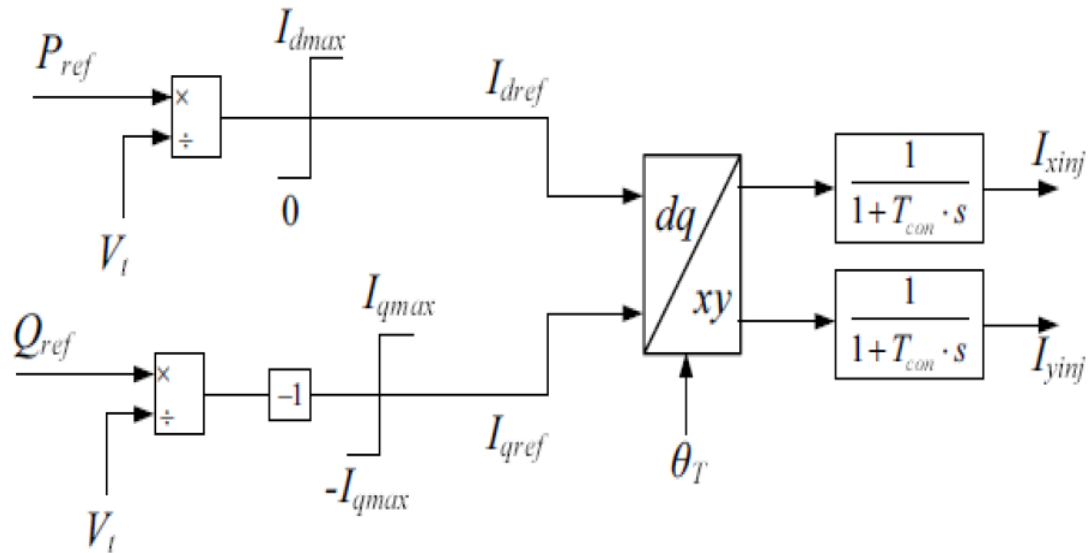 P_ref
×
÷
V_t
I_dmax
0
I_dref
Q_ref
×
÷
V_t
−1
I_qmax
-I_qmax
I_qref
dq
xy
θ_T
1
1+T_con · s
I_xinj
1
1+T_con · s
I_yinj